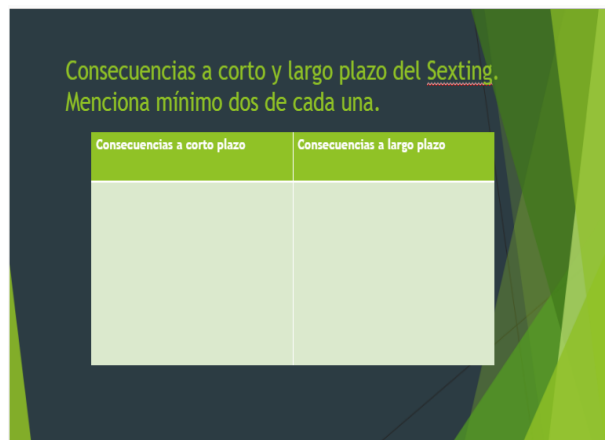 Consecuencias a corto y largo plazo del Sexting.
Menciona mínimo dos de cada una.
Consecuencias a corto plazo
Consecuencias a largo plazo